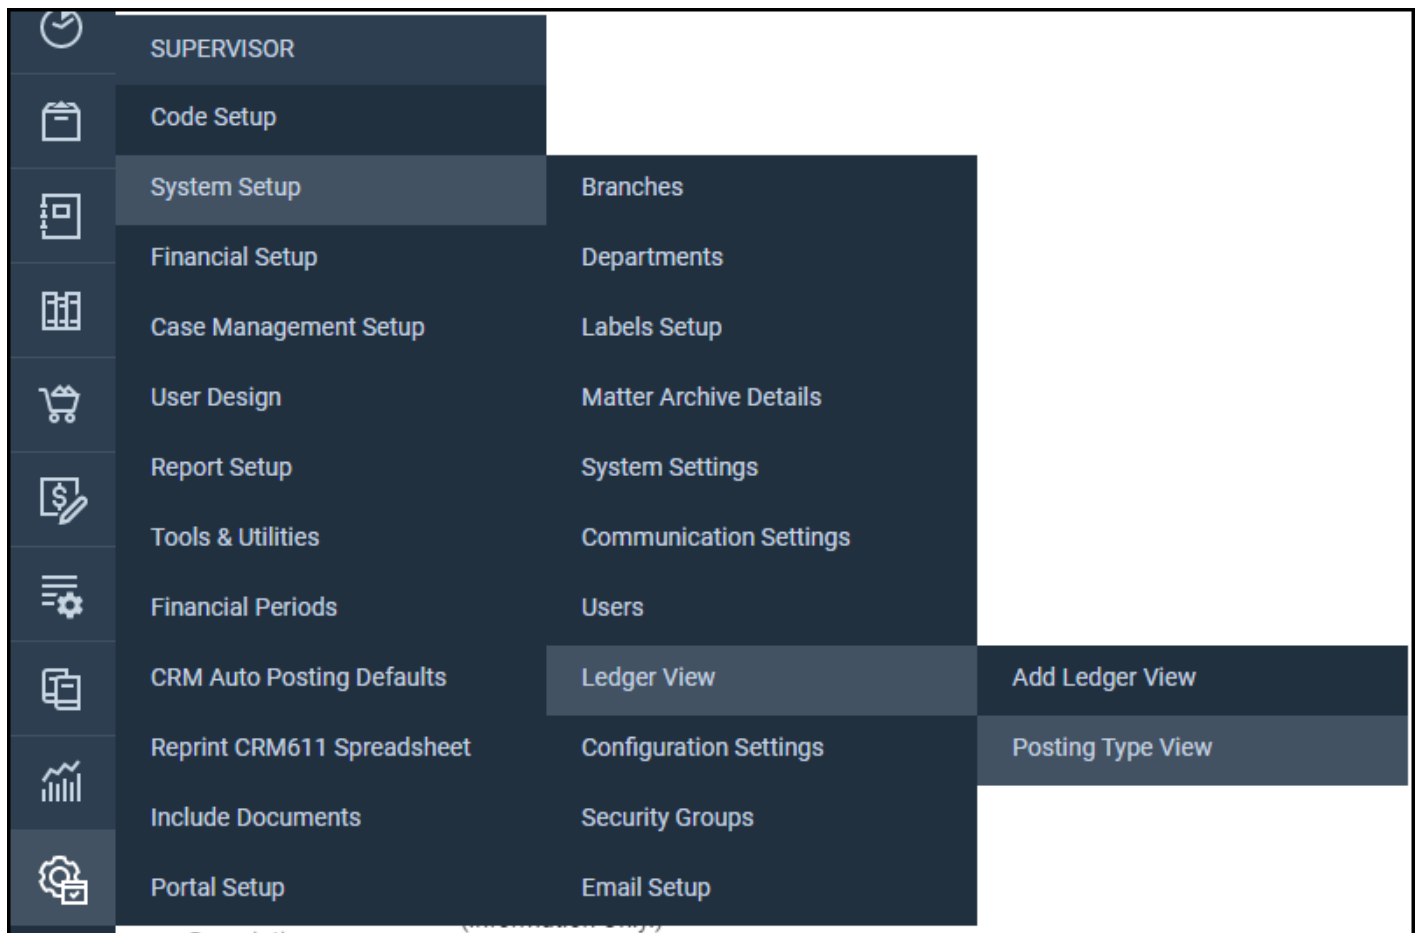 SUPERVISOR
Code Setup
System Setup
Financial Setup
Case Management Setup
User Design
Report Setup
Tools & Utilities
Financial Periods
CRM Auto Posting Defaults
Reprint CRM611 Spreadsheet
Include Documents
Portal Setup
Branches
Departments
Labels Setup
Matter Archive Details
System Settings
Communication Settings
Users
Ledger View
Configuration Settings
Security Groups
Email Setup
Add Ledger View
Posting Type View